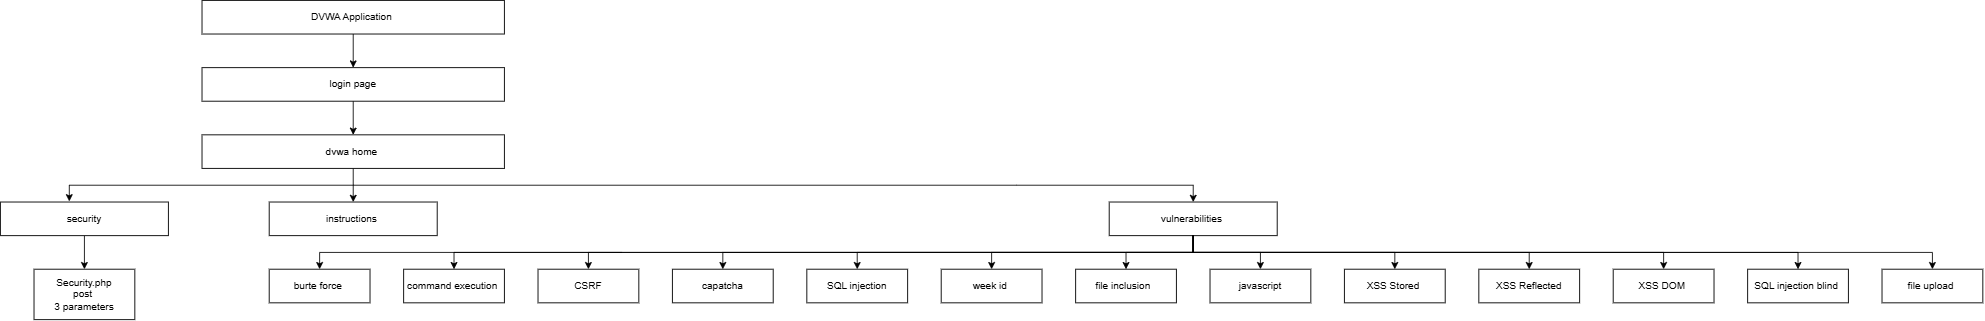 DVWA Application
login page
dvwa home
security
instructions
vulnerabilities
Security.php
post
3 parameters
burte force
command execution
CSRF
capatcha
SQL injection
week id
file inclusion
javascript
XSS Stored
XSS Reflected
XSS DOM
SQL injection blind
file upload